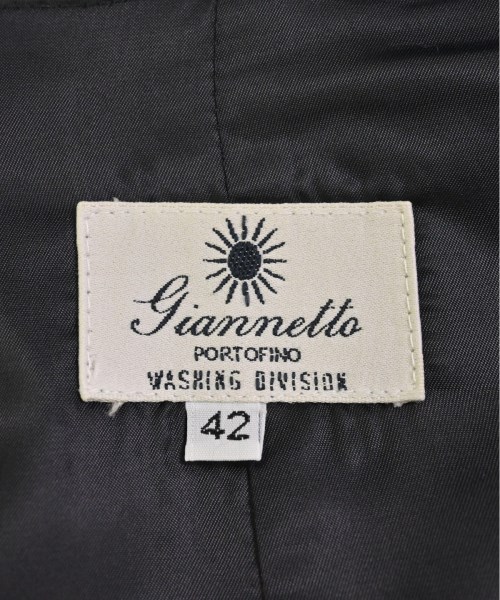 Giannetto
PORTOFINO
WASHING DIVISION
42